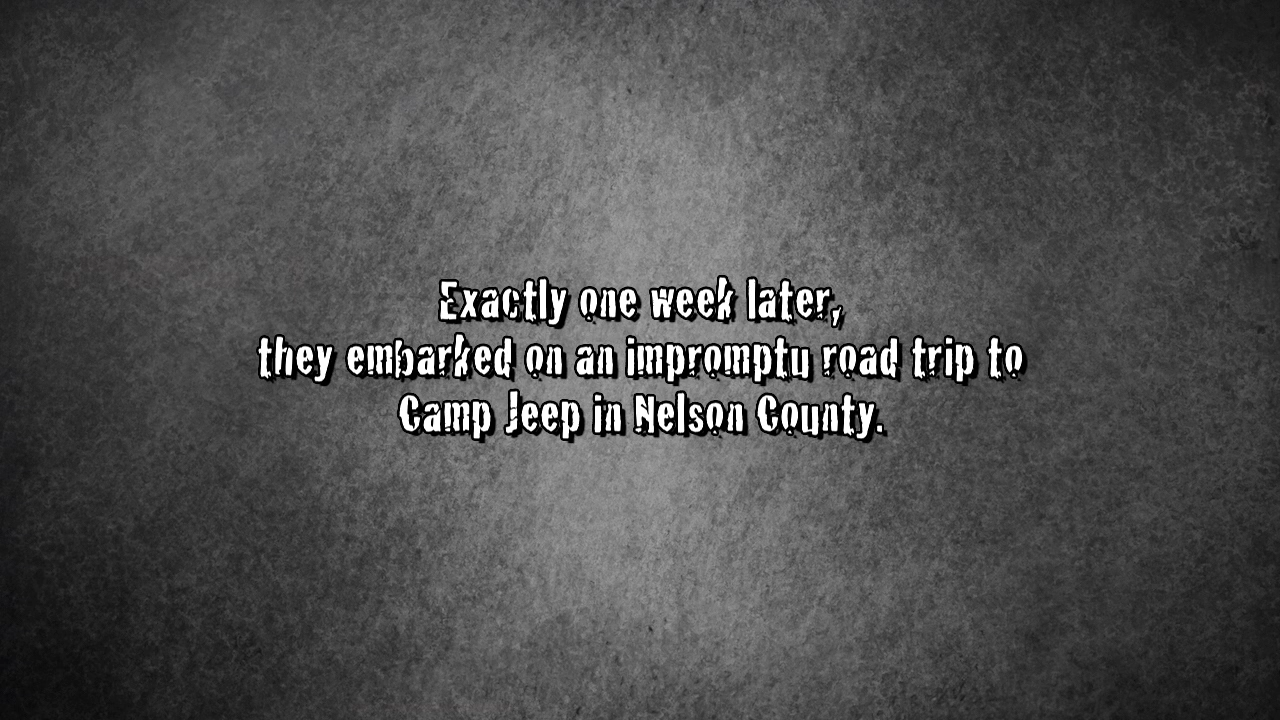 Exactly one week later,
they embarked on an impromptu road trip to
Camp Jeep in Nelson County.